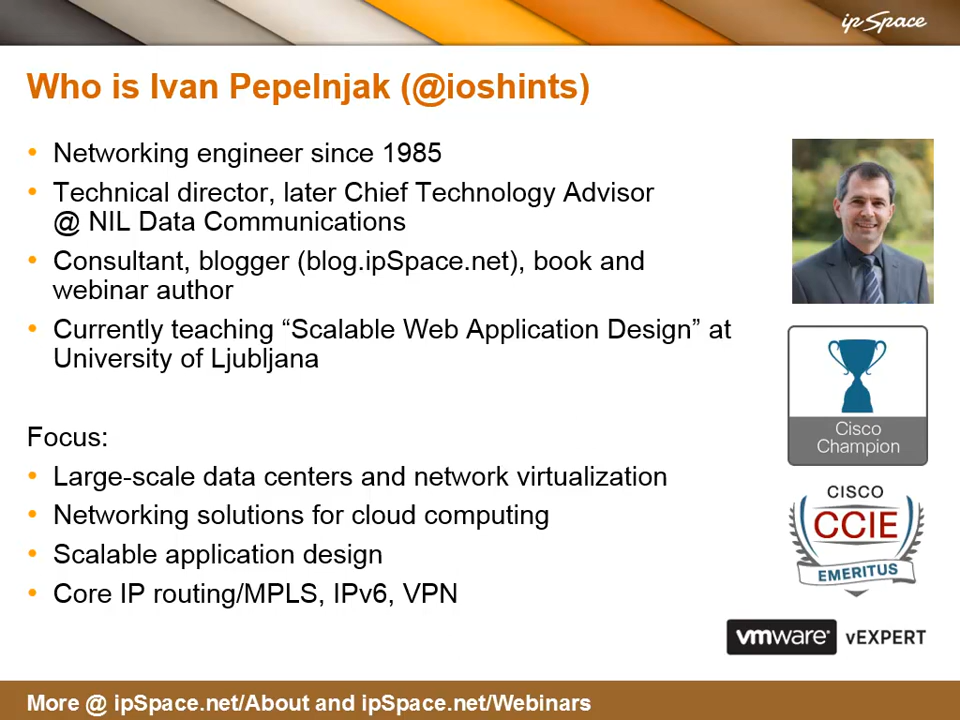 ipSpace
Who is Ivan Pepelnjak (@ioshints)
• Networking engineer since 1985
• Technical director, later Chief Technology Advisor
@ NIL Data Communications
• Consultant, blogger (blog.ipSpace.net), book and
webinar author
• Currently teaching “Scalable Web Application Design” at
University of Ljubljana
Focus:
• Large-scale data centers and network virtualization
• Networking solutions for cloud computing
• Scalable application design
• Core IP routing/MPLS, IPv6, VPN
Cisco
Champion
CISCO
CCIE
EMERITUS
vmware® vEXPERT
More @ ipSpace.net/About and ipSpace.net/Webinars